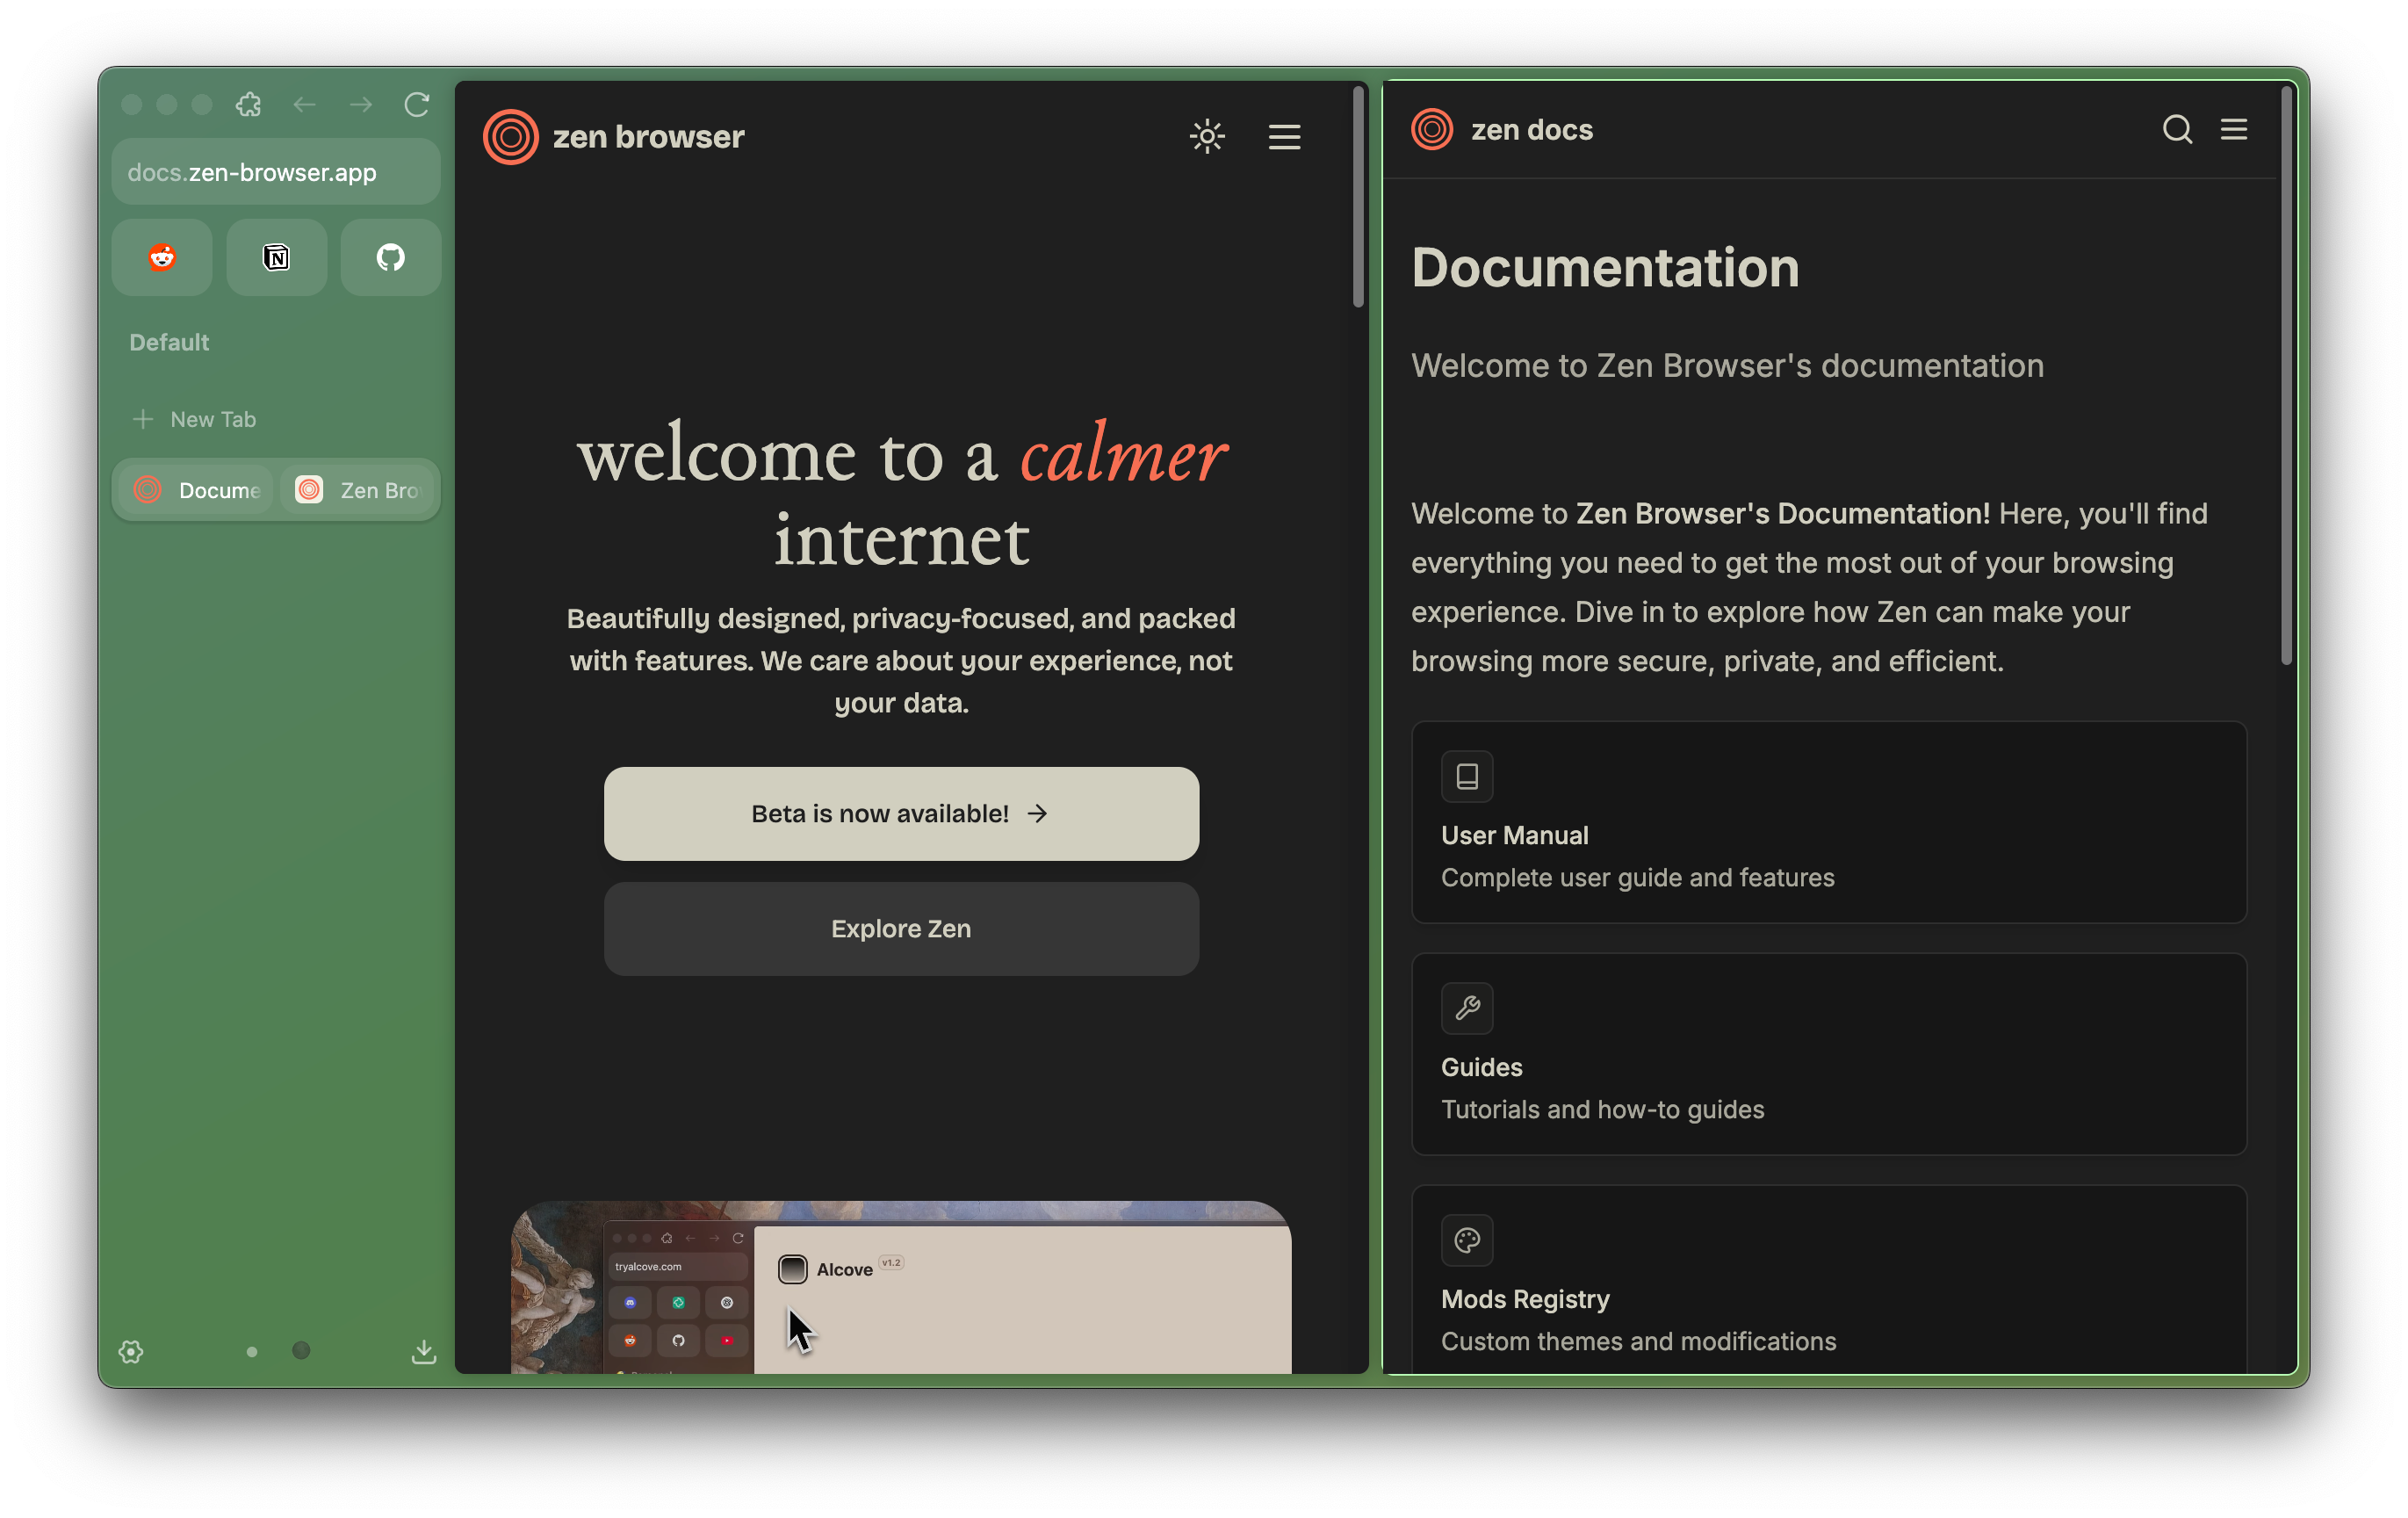 docs.zen-browser.app
Default
New Tab
Docume
Zen Bro
zen browser
welcome to a calmer
internet
Beautifully designed, privacy-focused, and packed
with features. We care about your experience, not
your data.
Beta is now available!
Explore Zen
tryalcove.com
Alcove v1.2
zen docs
Documentation
Welcome to Zen Browser's documentation
Welcome to Zen Browser's Documentation! Here, you'll find
everything you need to get the most out of your browsing
experience. Dive in to explore how Zen can make your
browsing more secure, private, and efficient.
User Manual
Complete user guide and features
Guides
Tutorials and how-to guides
Mods Registry
Custom themes and modifications